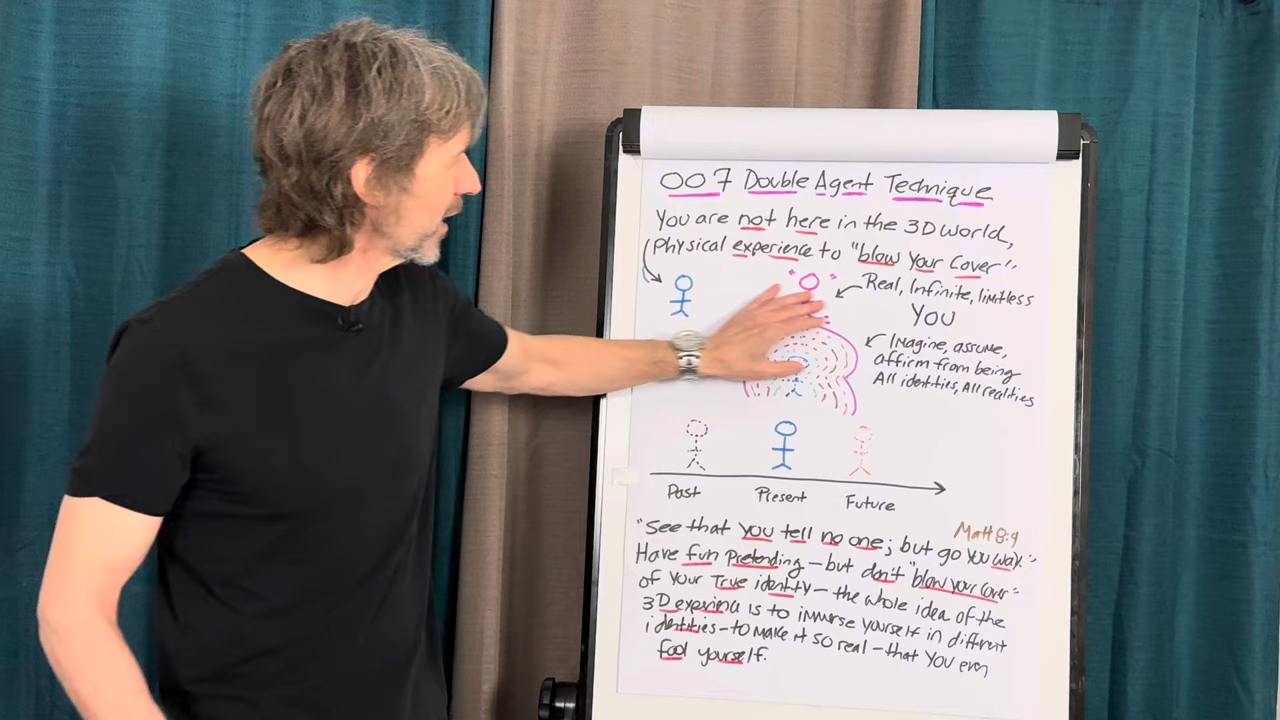 007 Double Agent Technique
You are not here in the 3D world,
Physical experience to "blow Your Cover".
Real, Infinite, limitless
YOU
Imagine, assume,
affirm from being
All identities, All realities
Past
Present
Future
"See that you tell no one; but go you way."
Matt 8:4
Have fun Pretending - but don't "blow your cover"
of your True identity - the whole idea of the
3D experience is to immerse yourself in different
identities - to make it so real - that you even
fool yourself.